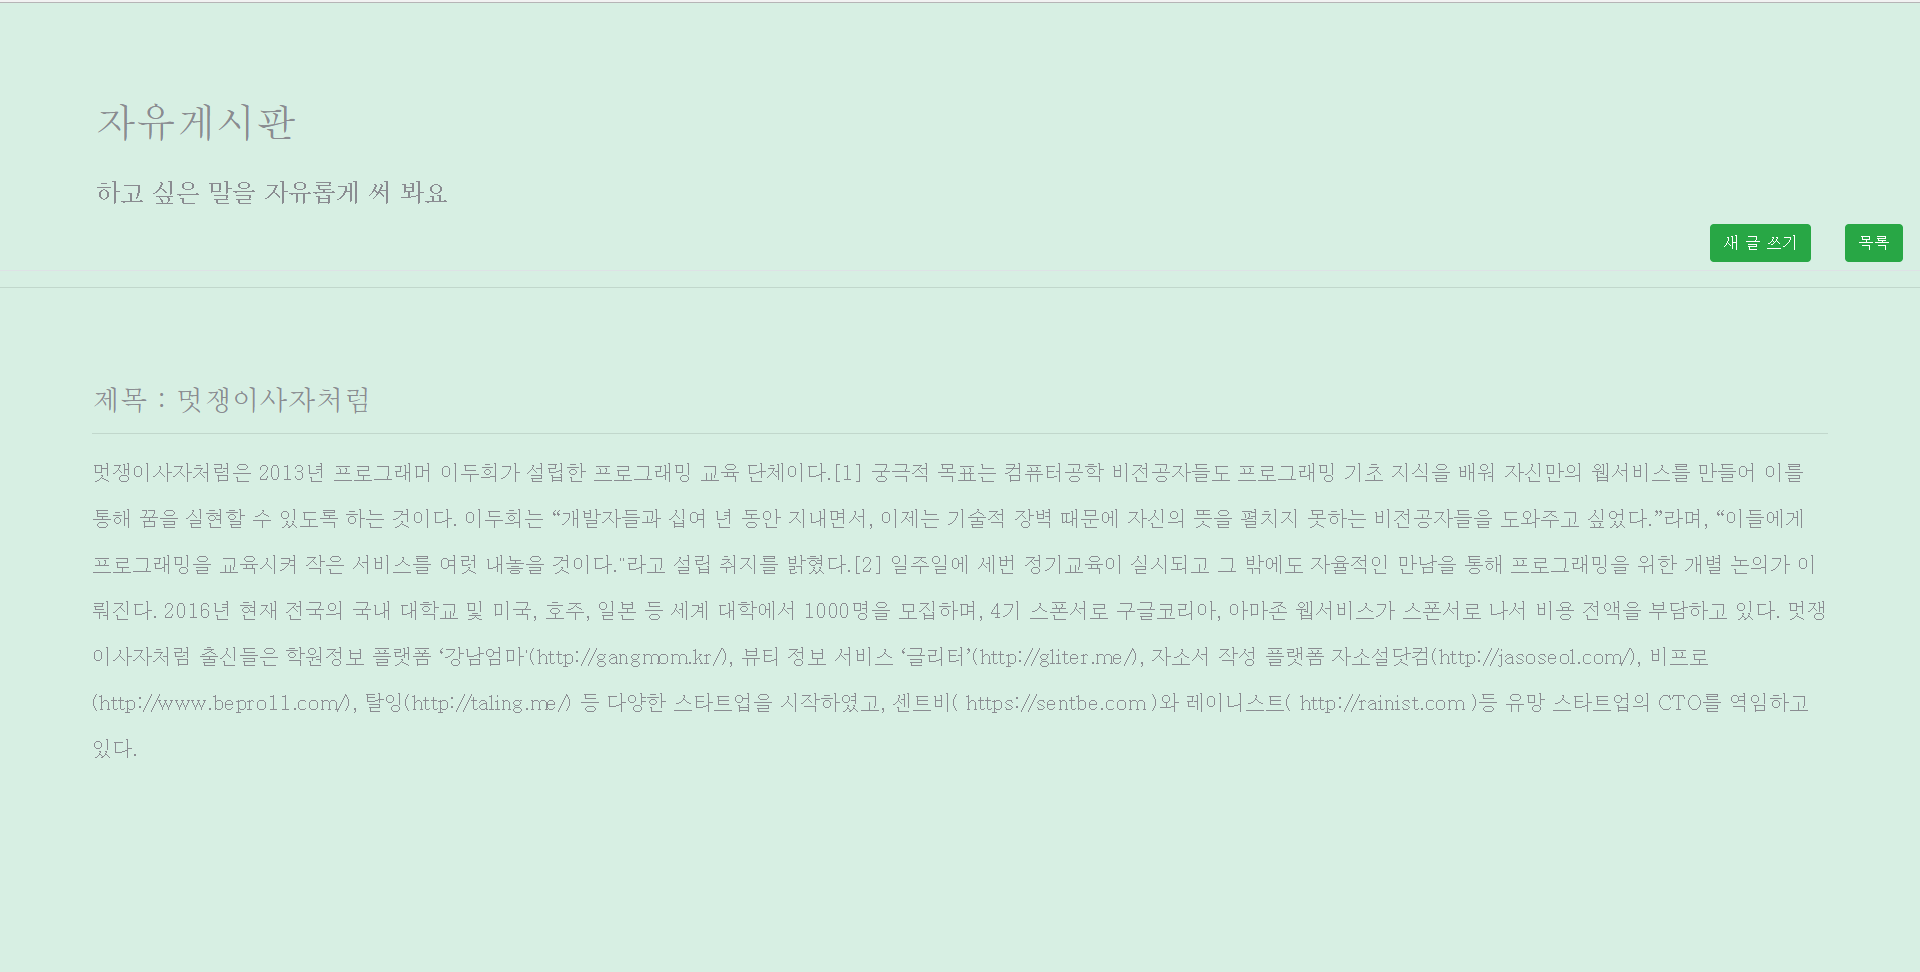 자유게시판
하고 싶은 말을 자유롭게 써 봐요
새 글 쓰기
목록
제목 : 멋쟁이사자처럼
멋쟁이사자처럼은 2013년 프로그래머 이두희가 설립한 프로그래밍 교육 단체이다.[1] 궁극적 목표는 컴퓨터공학 비전공자들도 프로그래밍 기초 지식을 배워 자신만의 웹서비스를 만들어 이를
통해 꿈을 실현할 수 있도록 하는 것이다. 이두희는 “개발자들과 십여 년 동안 지내면서, 이제는 기술적 장벽 때문에 자신의 뜻을 펼치지 못하는 비전공자들을 도와주고 싶었다.”라며, “이들에게
프로그래밍을 교육시켜 작은 서비스를 여럿 내놓을 것이다."라고 설립 취지를 밝혔다.[2] 일주일에 세번 정기교육이 실시되고 그 밖에도 자율적인 만남을 통해 프로그래밍을 위한 개별 논의가 이
뤄진다. 2016년 현재 전국의 국내 대학교 및 미국, 호주, 일본 등 세계 대학에서 1000명을 모집하며, 4기 스폰서로 구글코리아, 아마존 웹서비스가 스폰서로 나서 비용 전액을 부담하고 있다. 멋쟁
이사자처럼 출신들은 학원정보 플랫폼 ‘강남엄마'(http://gangmom.kr/), 뷰티 정보 서비스 ‘글리터’(http://gliter.me/), 자소서 작성 플랫폼 자소설닷컴(http://jasoseol.com/), 비프로
(http://www.bepro11.com/), 탈잉(http://taling.me/) 등 다양한 스타트업을 시작하였고, 센트비( https://sentbe.com )와 레이니스트( http://rainist.com )등 유망 스타트업의 CTO를 역임하고
있다.